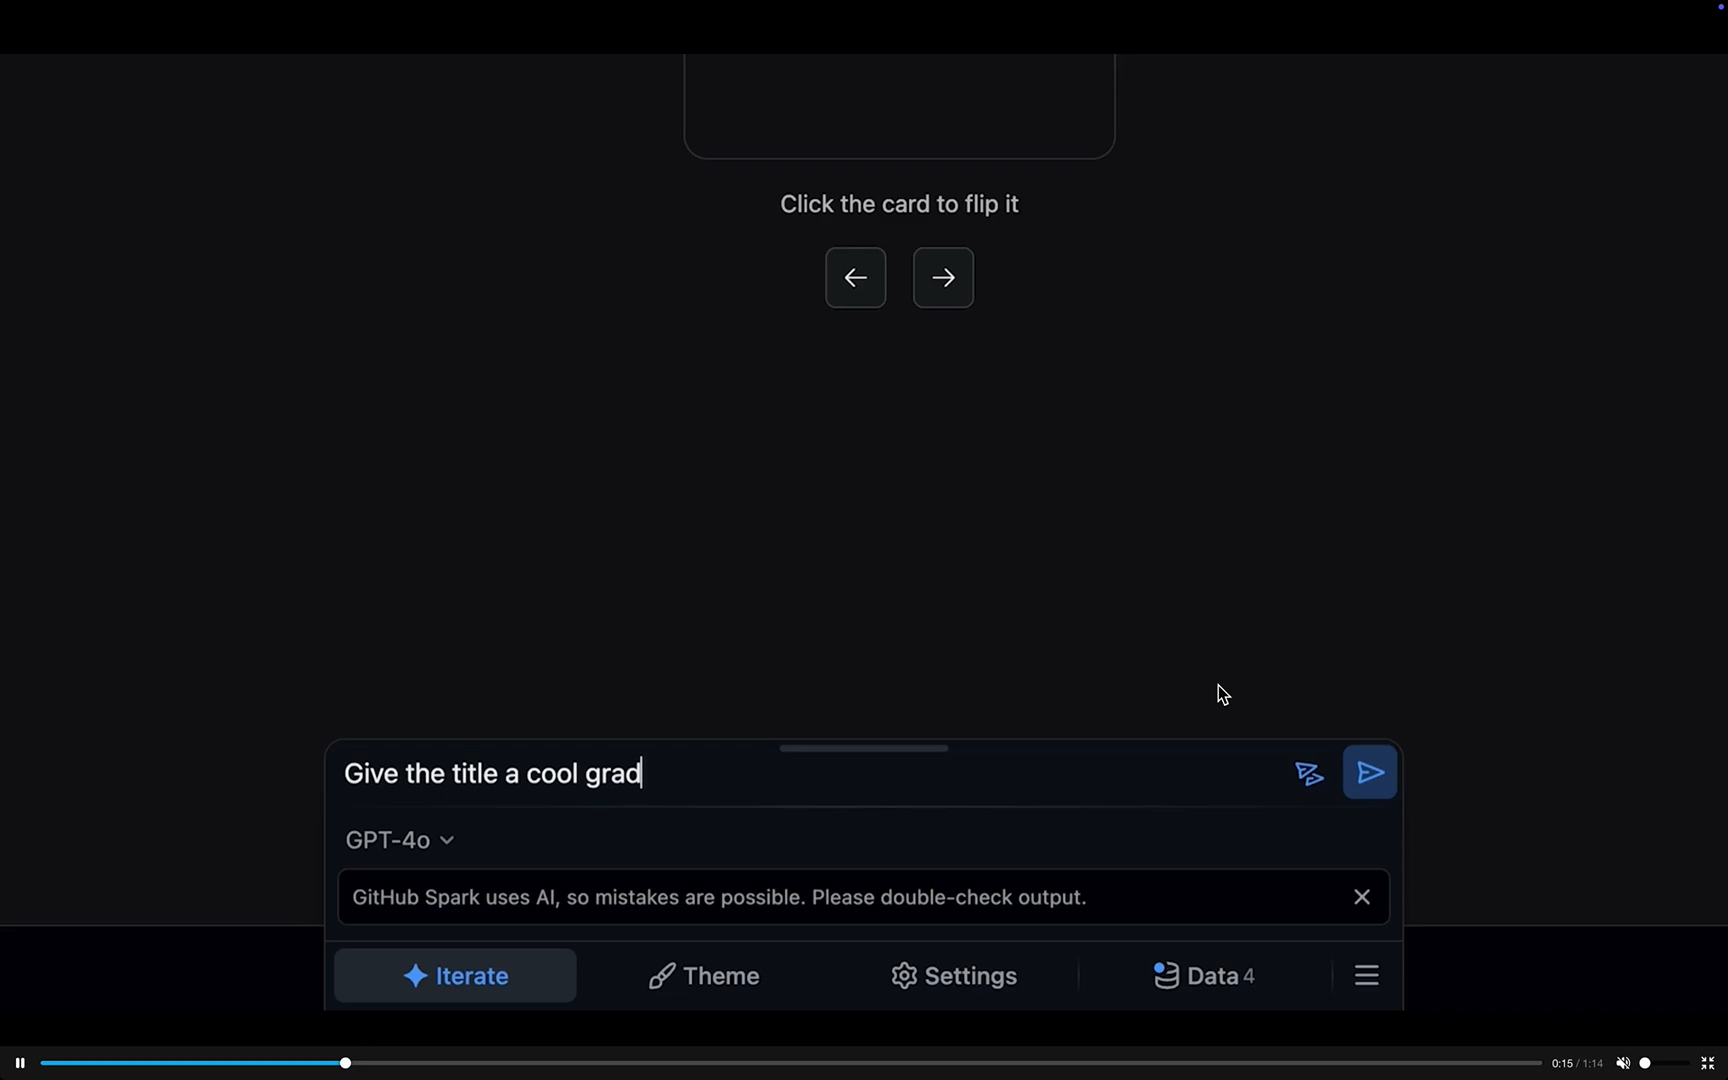 Click the card to flip it
Give the title a cool grad
GPT-4o
GitHub Spark uses AI, so mistakes are possible. Please double-check output.
Iterate
Theme
Settings
Data 4
0:15 / 1:14